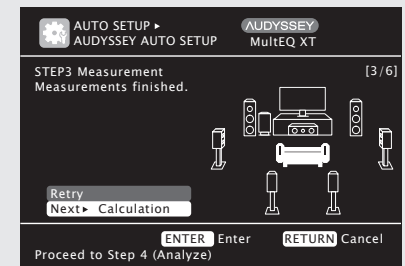 AUTO SETUP ▸
AUDYSSEY AUTO SETUP
AUDYSSEY
MultEQ XT
STEP3 Measurement
[3/6]
Measurements finished.
Retry
Next▸ Calculation
ENTER Enter
RETURN Cancel
Proceed to Step 4 (Analyze)